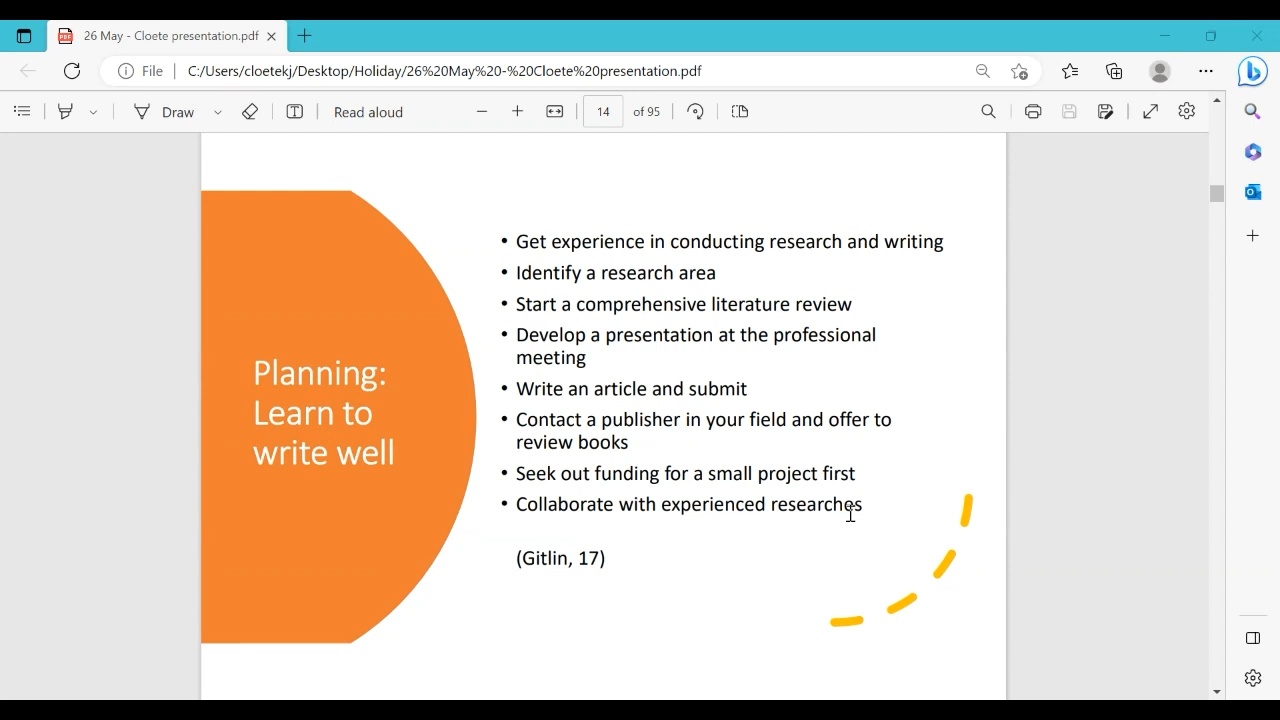 26 May - Cloete presentation.pdf
File
C:/Users/cloetekj/Desktop/Holiday/26%20May%20-%20Cloete%20presentation.pdf
Draw
Read aloud
14
of 95
Planning:
Learn to
write well
• Get experience in conducting research and writing
• Identify a research area
• Start a comprehensive literature review
• Develop a presentation at the professional
meeting
• Write an article and submit
• Contact a publisher in your field and offer to
review books
• Seek out funding for a small project first
• Collaborate with experienced researches
(Gitlin, 17)